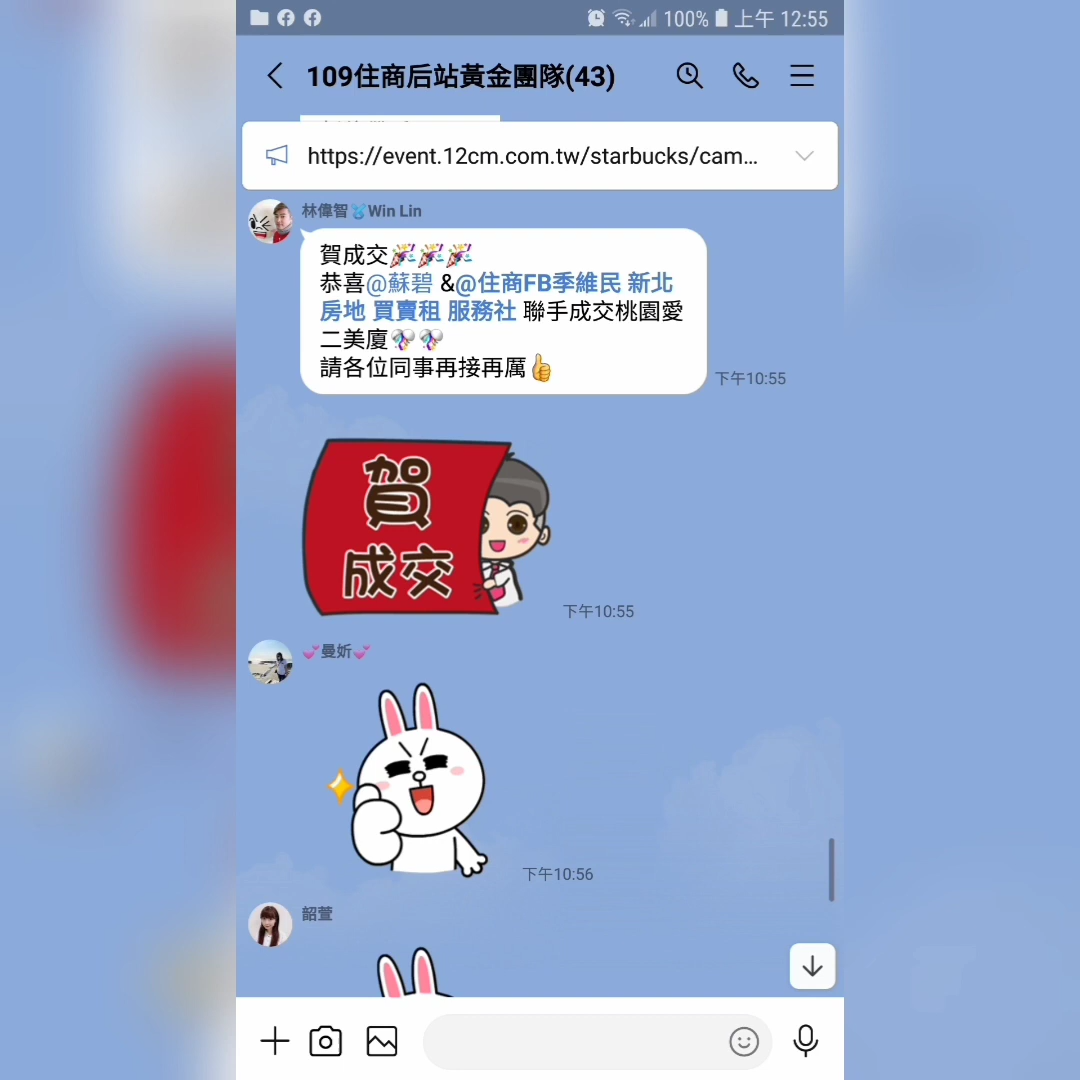 100% 上午 12:55
109住商后站黃金團隊(43)
https://event.12cm.com.tw/starbucks/cam...
林偉智Win Lin
賀成交🎉🎉🎉
恭喜@蘇碧 &@住商FB季維民 新北
房地 買賣租 服務社 聯手成交桃園愛
二美廈🎊🎊
請各位同事再接再厲👍
下午10:55
賀
成交
下午10:55
💕曼妡💕
下午10:56
韶萱